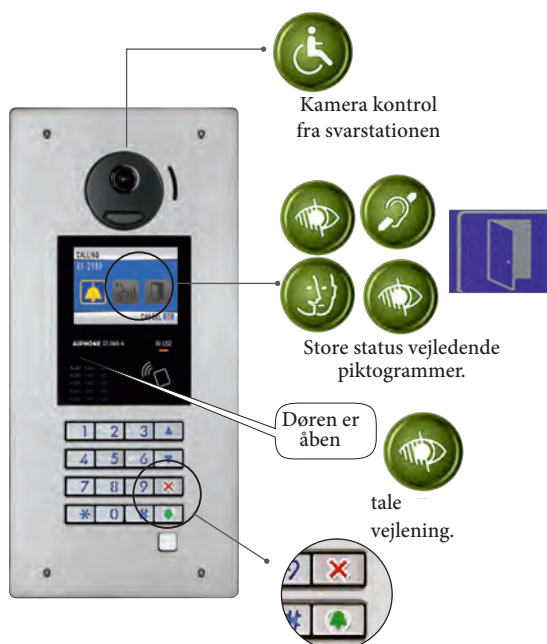 Kamera kontrol
fra svarstationen
CALLING
Store status vejledende
piktogrammer.
AIPHONE
IN USE
Døren er
åben
1 2 3
4 5 6
7 8 9
* 0 #
tale
vejlening.
9
#